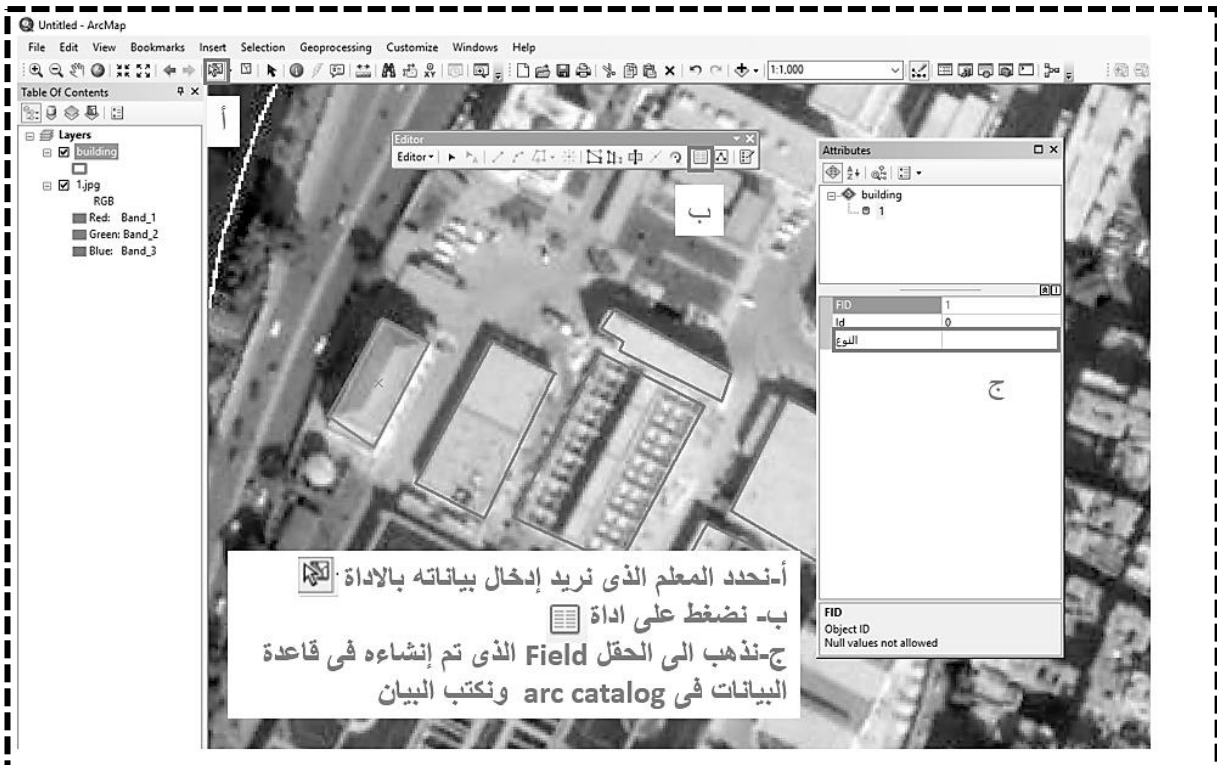 Untitled - ArcMap
File Edit View Bookmarks Insert Selection Geoprocessing Customize Windows Help
1:1,000
Table Of Contents
Layers
building
1.jpg
RGB
Red: Band_1
Green: Band_2
Blue: Band_3
أ
Editor
Editor
ب
Attributes
building
1
FID 1
Id 0
النوع
ج
FID
Object ID
Null values not allowed
أ-نحدد المعلم الذى نريد إدخال بياناته بالاداة
ب- نضغط على اداة
ج-نذهب الى الحقل Field الذى تم إنشاءه فى قاعدة
البيانات فى arc catalog ونكتب البيان